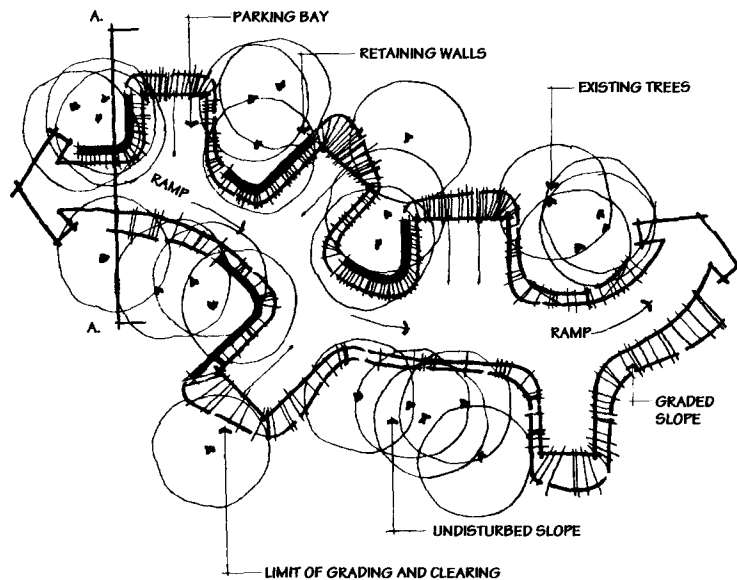 A.
PARKING BAY
RETAINING WALLS
EXISTING TREES
RAMP
A.
RAMP
GRADED
SLOPE
UNDISTURBED SLOPE
LIMIT OF GRADING AND CLEARING